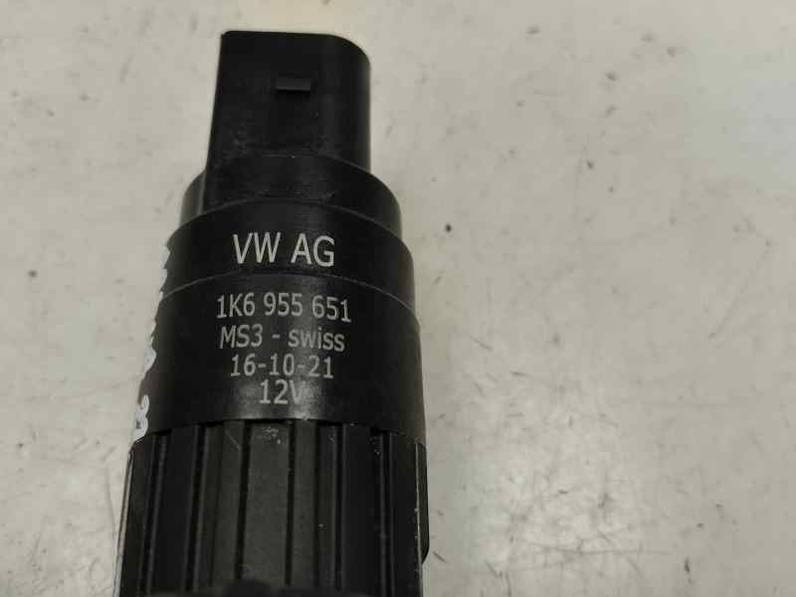 VW AG
1K6 955 651
MS3 - swiss
16-10-21
12V